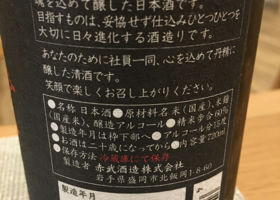 魂を込めて醸した日本酒です。
目指すものは、妥協せず仕込みひとつひとつを
大切に日々進化する酒造りです。
あなたのために社員一同、心を込めて丹精に
醸した清酒です。
笑顔で楽しくお召し上がりください。
●名称 日本酒●原材料名 米(国産)、米麹
(国産米)、醸造アルコール●精米歩合60%
●製造年月は枠下部へ●アルコール分15度
●お酒は二十歳になってから●内容量720ml
●保存方法 冷蔵庫にて保存
製造者 赤武酒造株式会社
岩手県盛岡市北飯岡1-8-60
製造年月